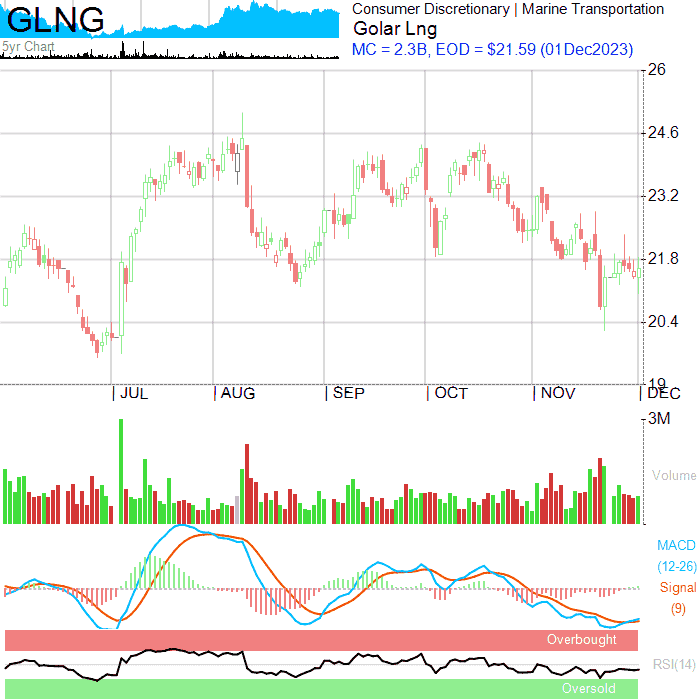 GLNG
5yr Chart
Consumer Discretionary | Marine Transportation
Golar Lng
MC = 2.3B, EOD = $21.59 (01Dec2023)
26
24.6
23.2
21.8
20.4
19
JUL AUG SEP OCT NOV DEC
3M
Volume
MACD
(12-26)
Signal
(9)
Overbought
RSI(14)
Oversold